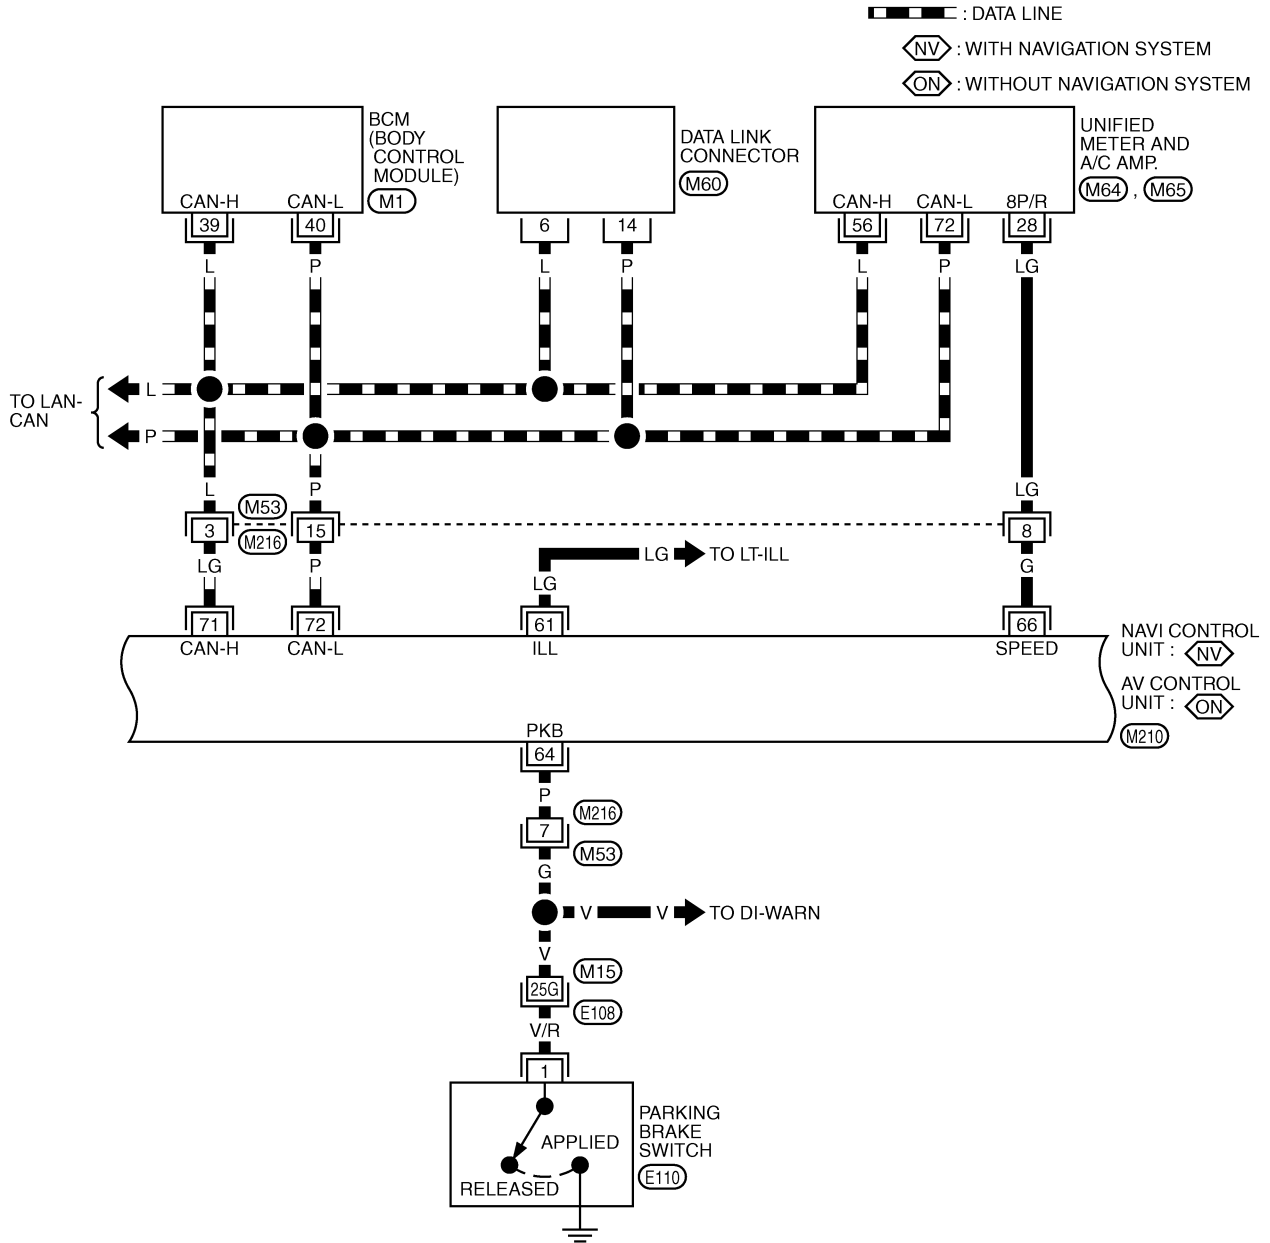 : DATA LINE
NV : WITH NAVIGATION SYSTEM
ON : WITHOUT NAVIGATION SYSTEM
BCM
(BODY
CONTROL
MODULE)
M1
CAN-H CAN-L
39 40
DATA LINK
CONNECTOR
M60
6 14
UNIFIED
METER AND
A/C AMP.
M64 , M65
CAN-H CAN-L 8P/R
56 72 28
L P L P L P LG
TO LAN-
CAN
L
P
L P LG
M53
3 15 8
M216
LG P G
LG TO LT-ILL
LG
71 72 61 66
CAN-H CAN-L ILL SPEED
NAVI CONTROL
UNIT : NV
AV CONTROL
UNIT : ON
M210
PKB
64
P
M216
7
M53
G
V V TO DI-WARN
V
M15
25G
E108
V/R
1
PARKING
BRAKE
SWITCH
E110
APPLIED
RELEASED